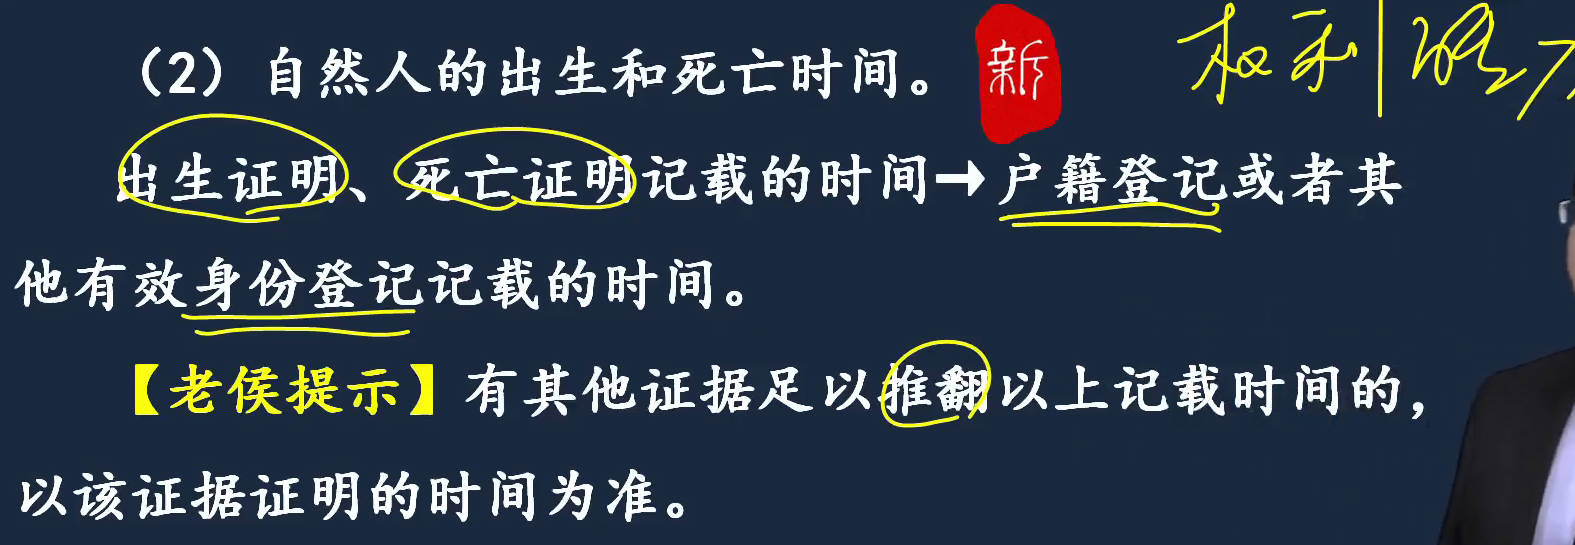 （2）自然人的出生和死亡时间。 新 权利
出生证明、死亡证明记载的时间→户籍登记或者其
他有效身份登记记载的时间。
【老侯提示】有其他证据足以推翻以上记载时间的，
以该证据证明的时间为准。